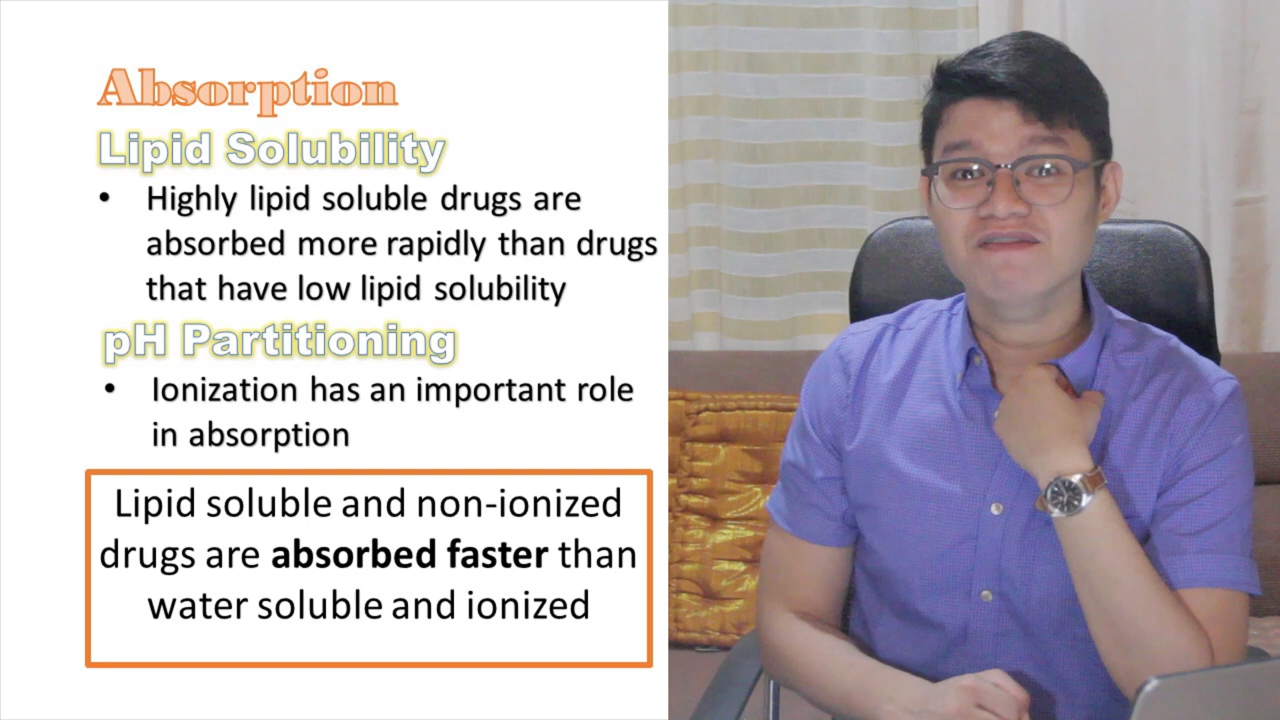 Absorption
Lipid Solubility
• Highly lipid soluble drugs are
absorbed more rapidly than drugs
that have low lipid solubility
pH Partitioning
• Ionization has an important role
in absorption
Lipid soluble and non-ionized
drugs are absorbed faster than
water soluble and ionized